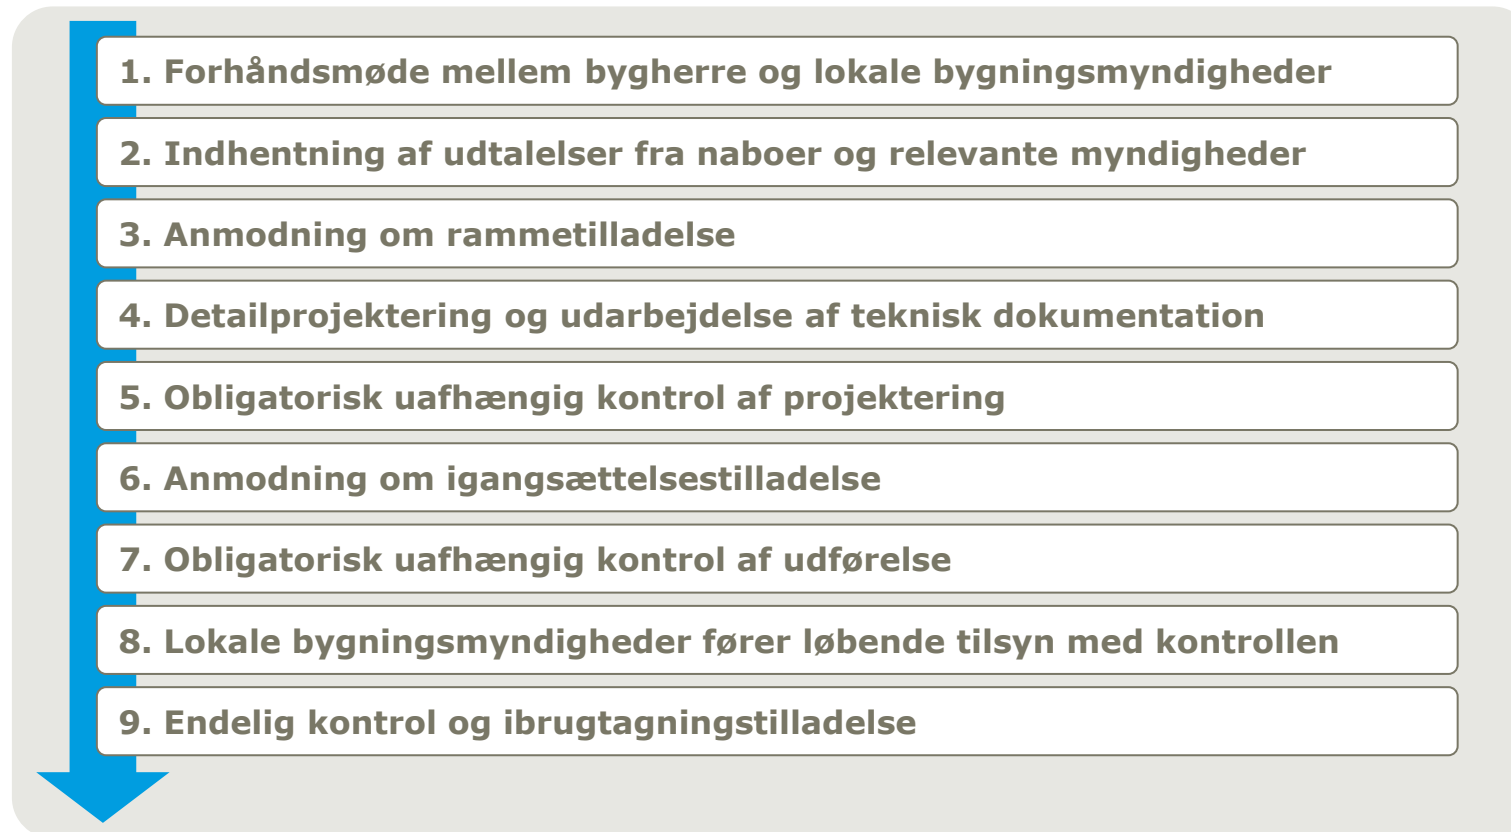 1. Forhåndsmøde mellem bygherre og lokale bygningsmyndigheder
2. Indhentning af udtalelser fra naboer og relevante myndigheder
3. Anmodning om rammetilladelse
4. Detailprojektering og udarbejdelse af teknisk dokumentation
5. Obligatorisk uafhængig kontrol af projektering
6. Anmodning om igangsættelsestilladelse
7. Obligatorisk uafhængig kontrol af udførelse
8. Lokale bygningsmyndigheder fører løbende tilsyn med kontrollen
9. Endelig kontrol og ibrugtagningstilladelse